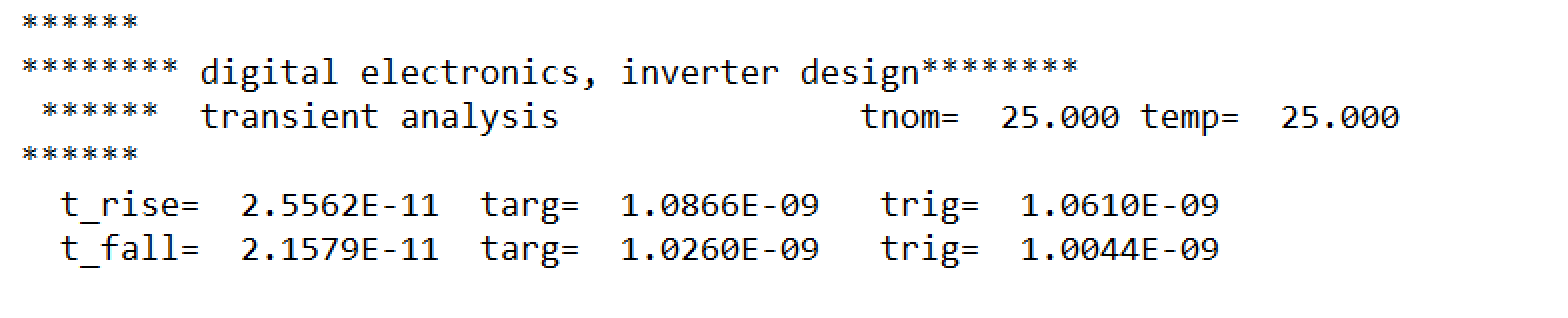 ******
******** digital electronics, inverter design********
 ******  transient analysis               tnom=  25.000 temp=  25.000
******
  t_rise=  2.5562E-11  targ=  1.0866E-09   trig=  1.0610E-09
  t_fall=  2.1579E-11  targ=  1.0260E-09   trig=  1.0044E-09